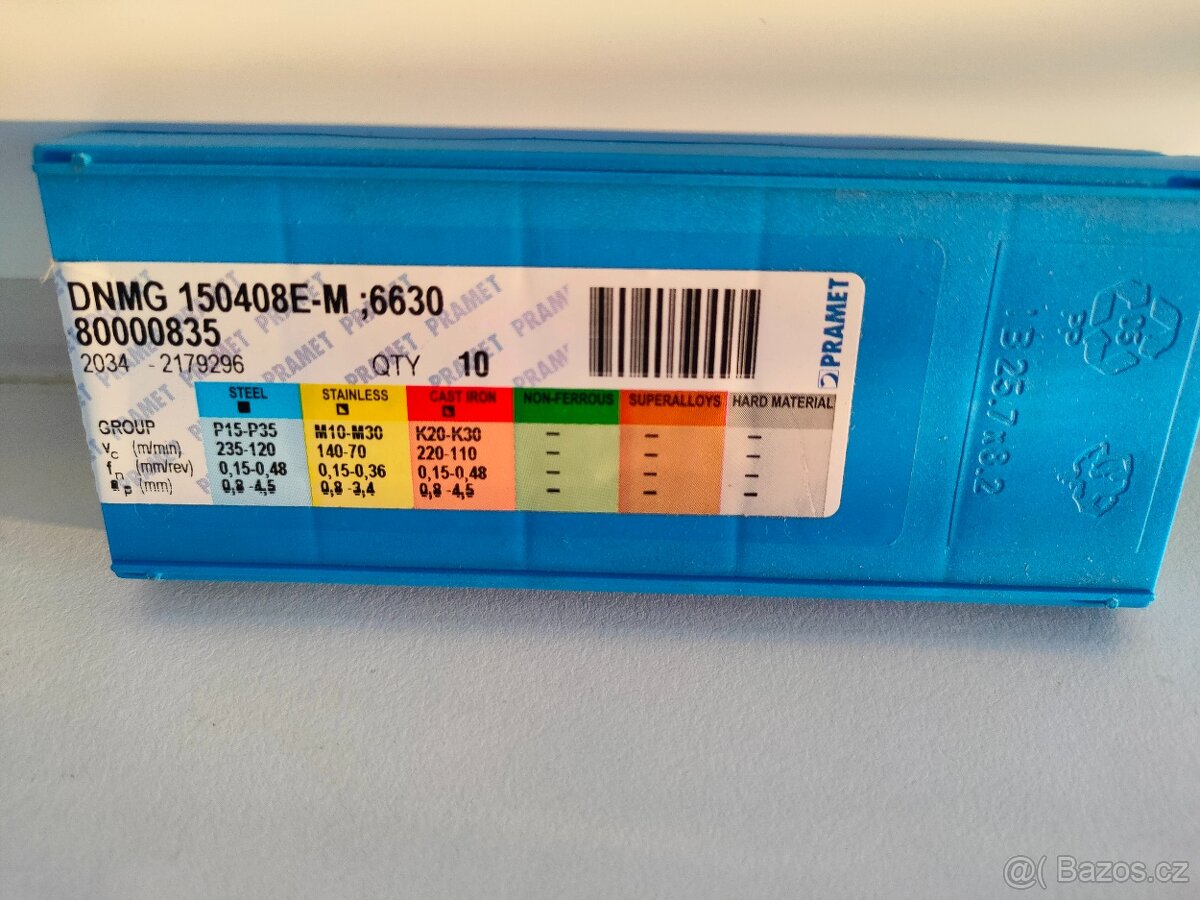 DNMG 150408E-M ;6630
80000835
2034 - 2179296 QTY 10
PRAMET
STEEL STAINLESS CAST IRON NON-FERROUS SUPERALLOYS HARD MATERIAL
GROUP P15-P35 M10-M30 K20-K30 - - -
vc (m/min) 235-120 140-70 220-110 - - -
fn (mm/rev) 0,15-0,48 0,15-0,36 0,15-0,48 - - -
ap (mm) 0,8 -4,5 0,8 -3,4 0,8 -4,5 - - -
Bazos.cz